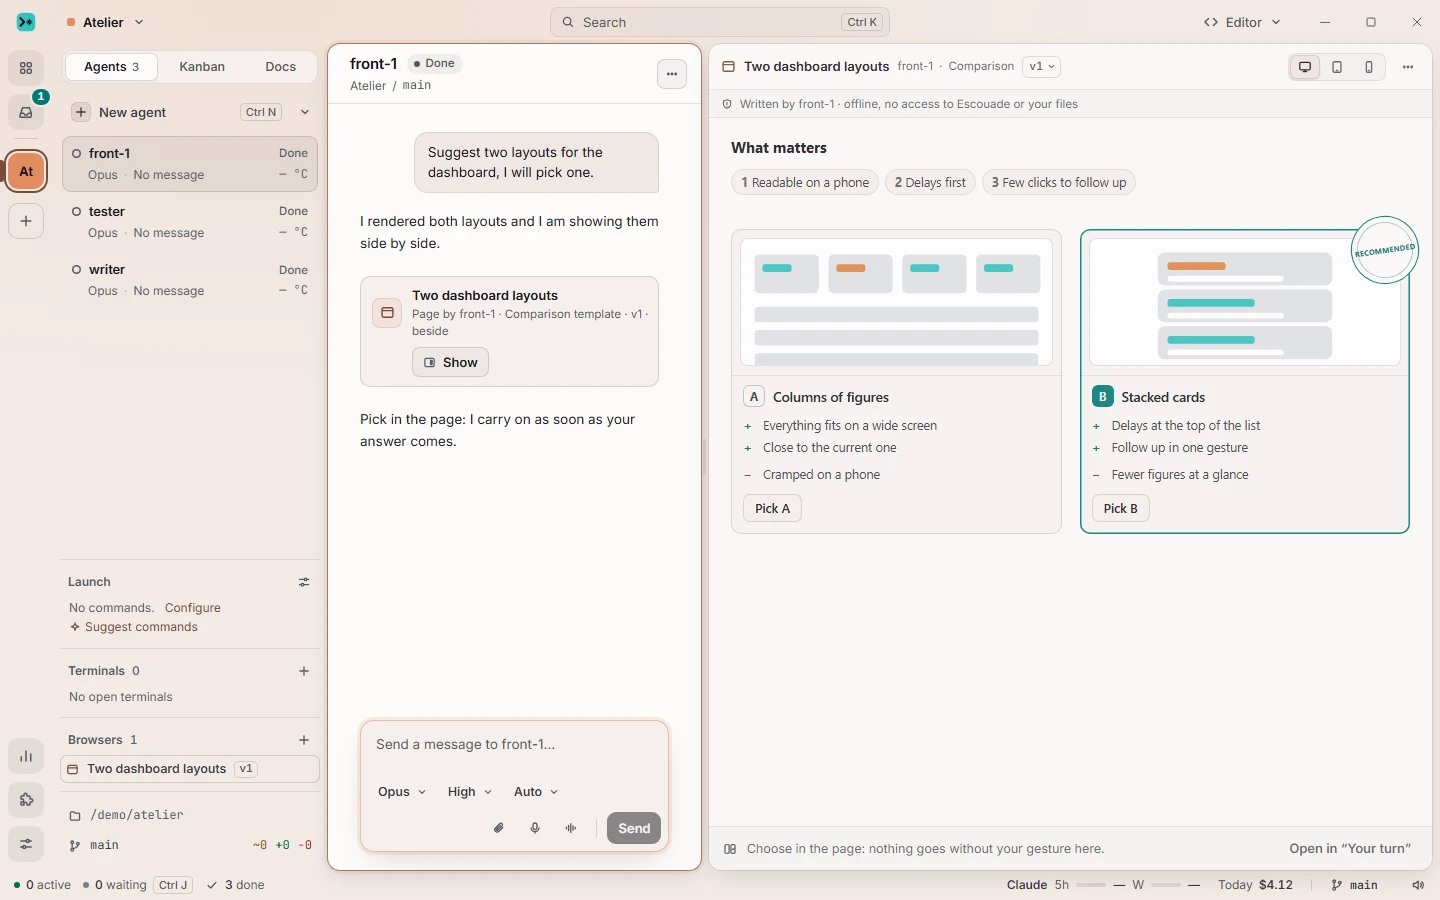 Atelier
Search
Ctrl K
Editor
Agents 3
Kanban
Docs
1
New agent
Ctrl N
At
front-1
Done
Opus · No message
– °C
tester
Done
Opus · No message
– °C
writer
Done
Opus · No message
– °C
Launch
No commands. Configure
Suggest commands
Terminals 0
No open terminals
Browsers 1
Two dashboard layouts v1
/demo/atelier
main
~0 +0 -0
front-1
Done
Atelier / main
Suggest two layouts for the
dashboard, I will pick one.
I rendered both layouts and I am showing them
side by side.
Two dashboard layouts
Page by front-1 · Comparison template · v1 ·
beside
Show
Pick in the page: I carry on as soon as your
answer comes.
Send a message to front-1...
Opus
High
Auto
Send
Two dashboard layouts
front-1 · Comparison
v1
Written by front-1 · offline, no access to Escouade or your files
What matters
1 Readable on a phone
2 Delays first
3 Few clicks to follow up
RECOMMENDED
A Columns of figures
+ Everything fits on a wide screen
+ Close to the current one
– Cramped on a phone
Pick A
B Stacked cards
+ Delays at the top of the list
+ Follow up in one gesture
– Fewer figures at a glance
Pick B
Choose in the page: nothing goes without your gesture here.
Open in “Your turn”
0 active
0 waiting
Ctrl J
3 done
Claude 5h — W —
Today $4.12
main